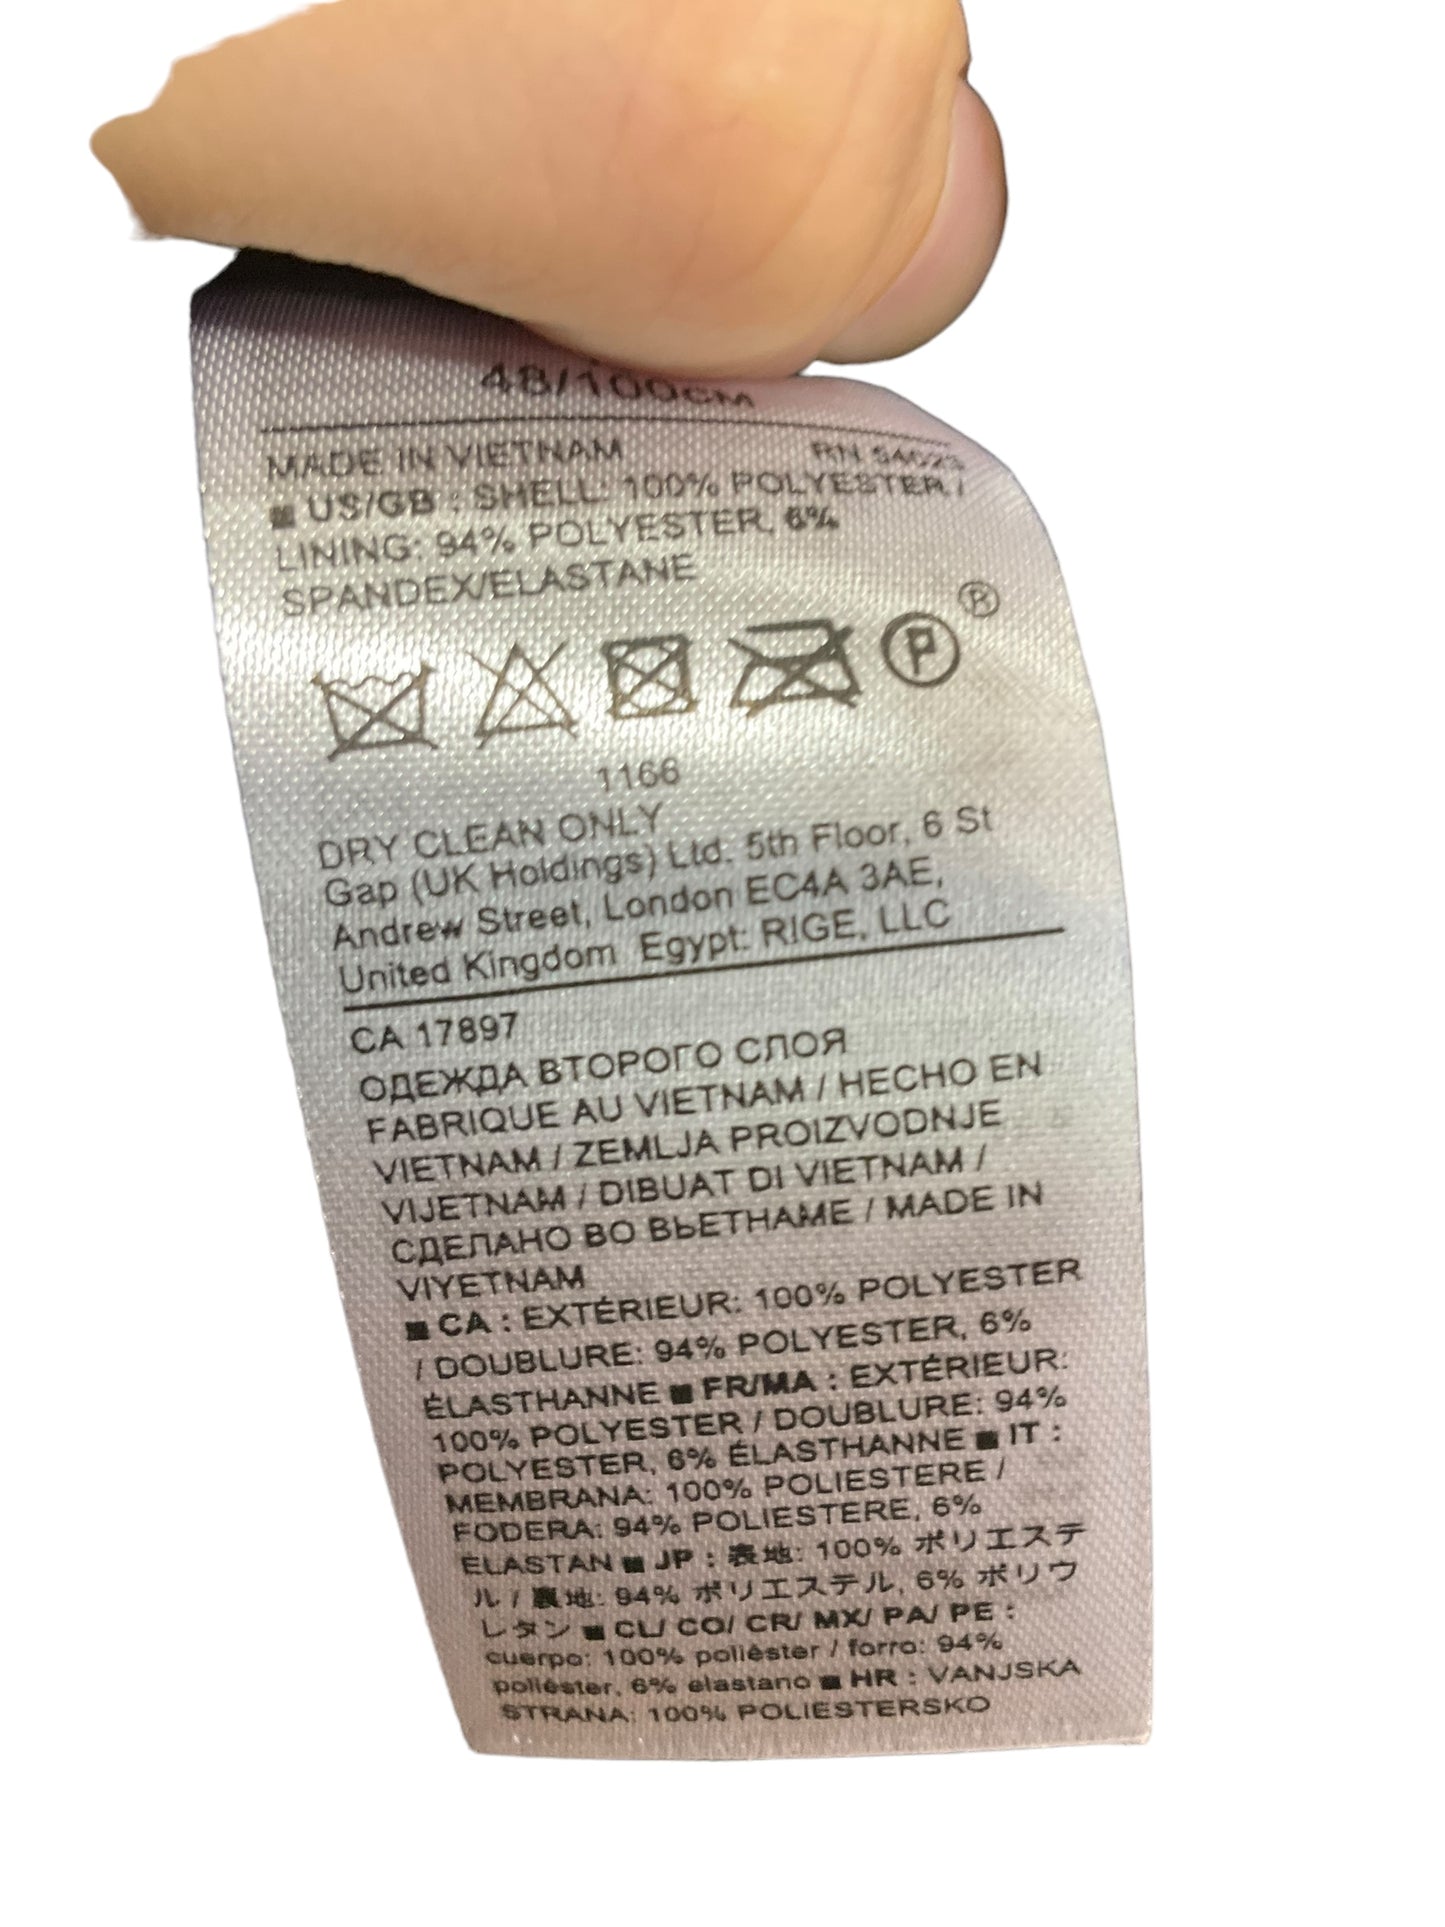 48/100CM
MADE IN VIETNAM RN 54023
■ US/GB : SHELL: 100% POLYESTER /
LINING: 94% POLYESTER, 6%
SPANDEX/ELASTANE
P ®
1166
DRY CLEAN ONLY
Gap (UK Holdings) Ltd. 5th Floor, 6 St
Andrew Street, London EC4A 3AE,
United Kingdom Egypt: RIGE, LLC
CA 17897
ОДЕЖДА ВТОРОГО СЛОЯ
FABRIQUE AU VIETNAM / HECHO EN
VIETNAM / ZEMLJA PROIZVODNJE
VIJETNAM / DIBUAT DI VIETNAM /
СДЕЛАНО ВО ВЬЕТНАМЕ / MADE IN
VIYETNAM
■ CA : EXTÉRIEUR: 100% POLYESTER
/ DOUBLURE: 94% POLYESTER, 6%
ÉLASTHANNE ■ FR/MA : EXTÉRIEUR:
100% POLYESTER / DOUBLURE: 94%
POLYESTER, 6% ÉLASTHANNE ■ IT :
MEMBRANA: 100% POLIESTERE /
FODERA: 94% POLIESTERE, 6%
ELASTAN ■ JP : 表地: 100% ポリエステ
ル / 裏地: 94% ポリエステル, 6% ポリウ
レタン ■ CL/ CO/ CR/ MX/ PA/ PE :
cuerpo: 100% poliéster / forro: 94%
poliéster, 6% elastano ■ HR : VANJSKA
STRANA: 100% POLIESTERSKO